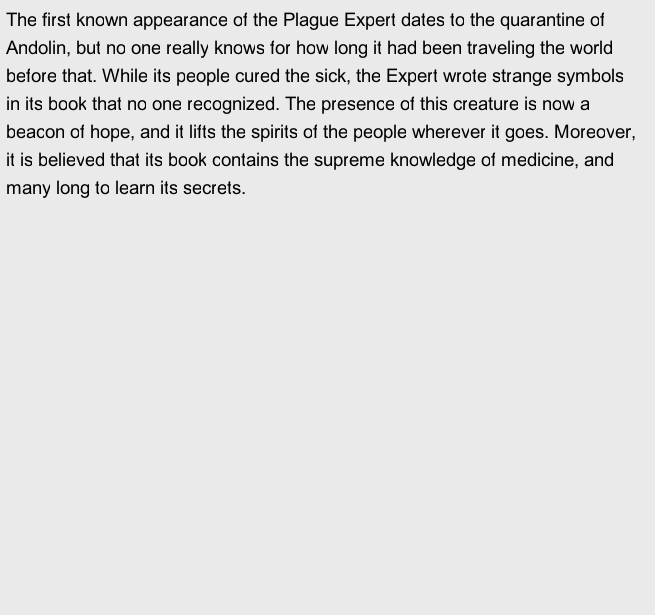 The first known appearance of the Plague Expert dates to the quarantine of
Andolin, but no one really knows for how long it had been traveling the world
before that. While its people cured the sick, the Expert wrote strange symbols
in its book that no one recognized. The presence of this creature is now a
beacon of hope, and it lifts the spirits of the people wherever it goes. Moreover,
it is believed that its book contains the supreme knowledge of medicine, and
many long to learn its secrets.